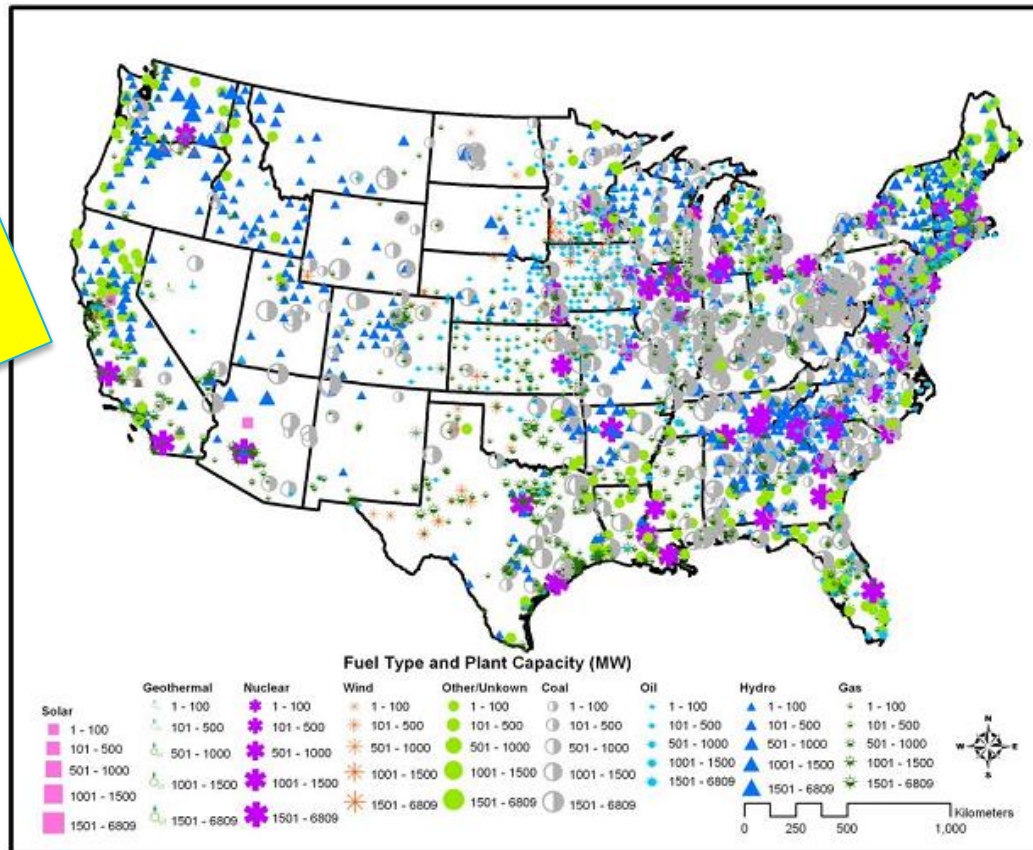 Fuel Type and Plant Capacity (MW)
Solar
1 - 100
101 - 500
501 - 1000
1001 - 1500
1501 - 6809
Geothermal
1 - 100
101 - 500
501 - 1000
1001 - 1500
1501 - 6809
Nuclear
1 - 100
101 - 500
501 - 1000
1001 - 1500
1501 - 6809
Wind
1 - 100
101 - 500
501 - 1000
1001 - 1500
1501 - 6809
Other/Unkown
1 - 100
101 - 500
501 - 1000
1001 - 1500
1501 - 6809
Coal
1 - 100
101 - 500
501 - 1000
1001 - 1500
1501 - 6809
Oil
1 - 100
101 - 500
501 - 1000
1001 - 1500
1501 - 6809
Hydro
1 - 100
101 - 500
501 - 1000
1001 - 1500
1501 - 6809
Gas
1 - 100
101 - 500
501 - 1000
1001 - 1500
1501 - 6809
N
W E
S
Kilometers
0 250 500 1,000